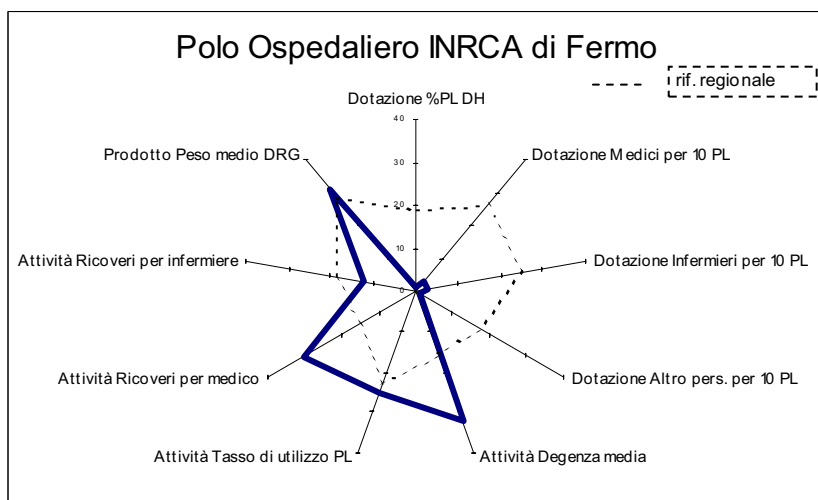 Polo Ospedaliero INRCA di Fermo
rif. regionale
Dotazione %PL DH
40
30
20
10
0
Prodotto Peso medio DRG
Dotazione Medici per 10 PL
Attività Ricoveri per infermiere
Dotazione Infermieri per 10 PL
Attività Ricoveri per medico
Dotazione Altro pers. per 10 PL
Attività Tasso di utilizzo PL
Attività Degenza media